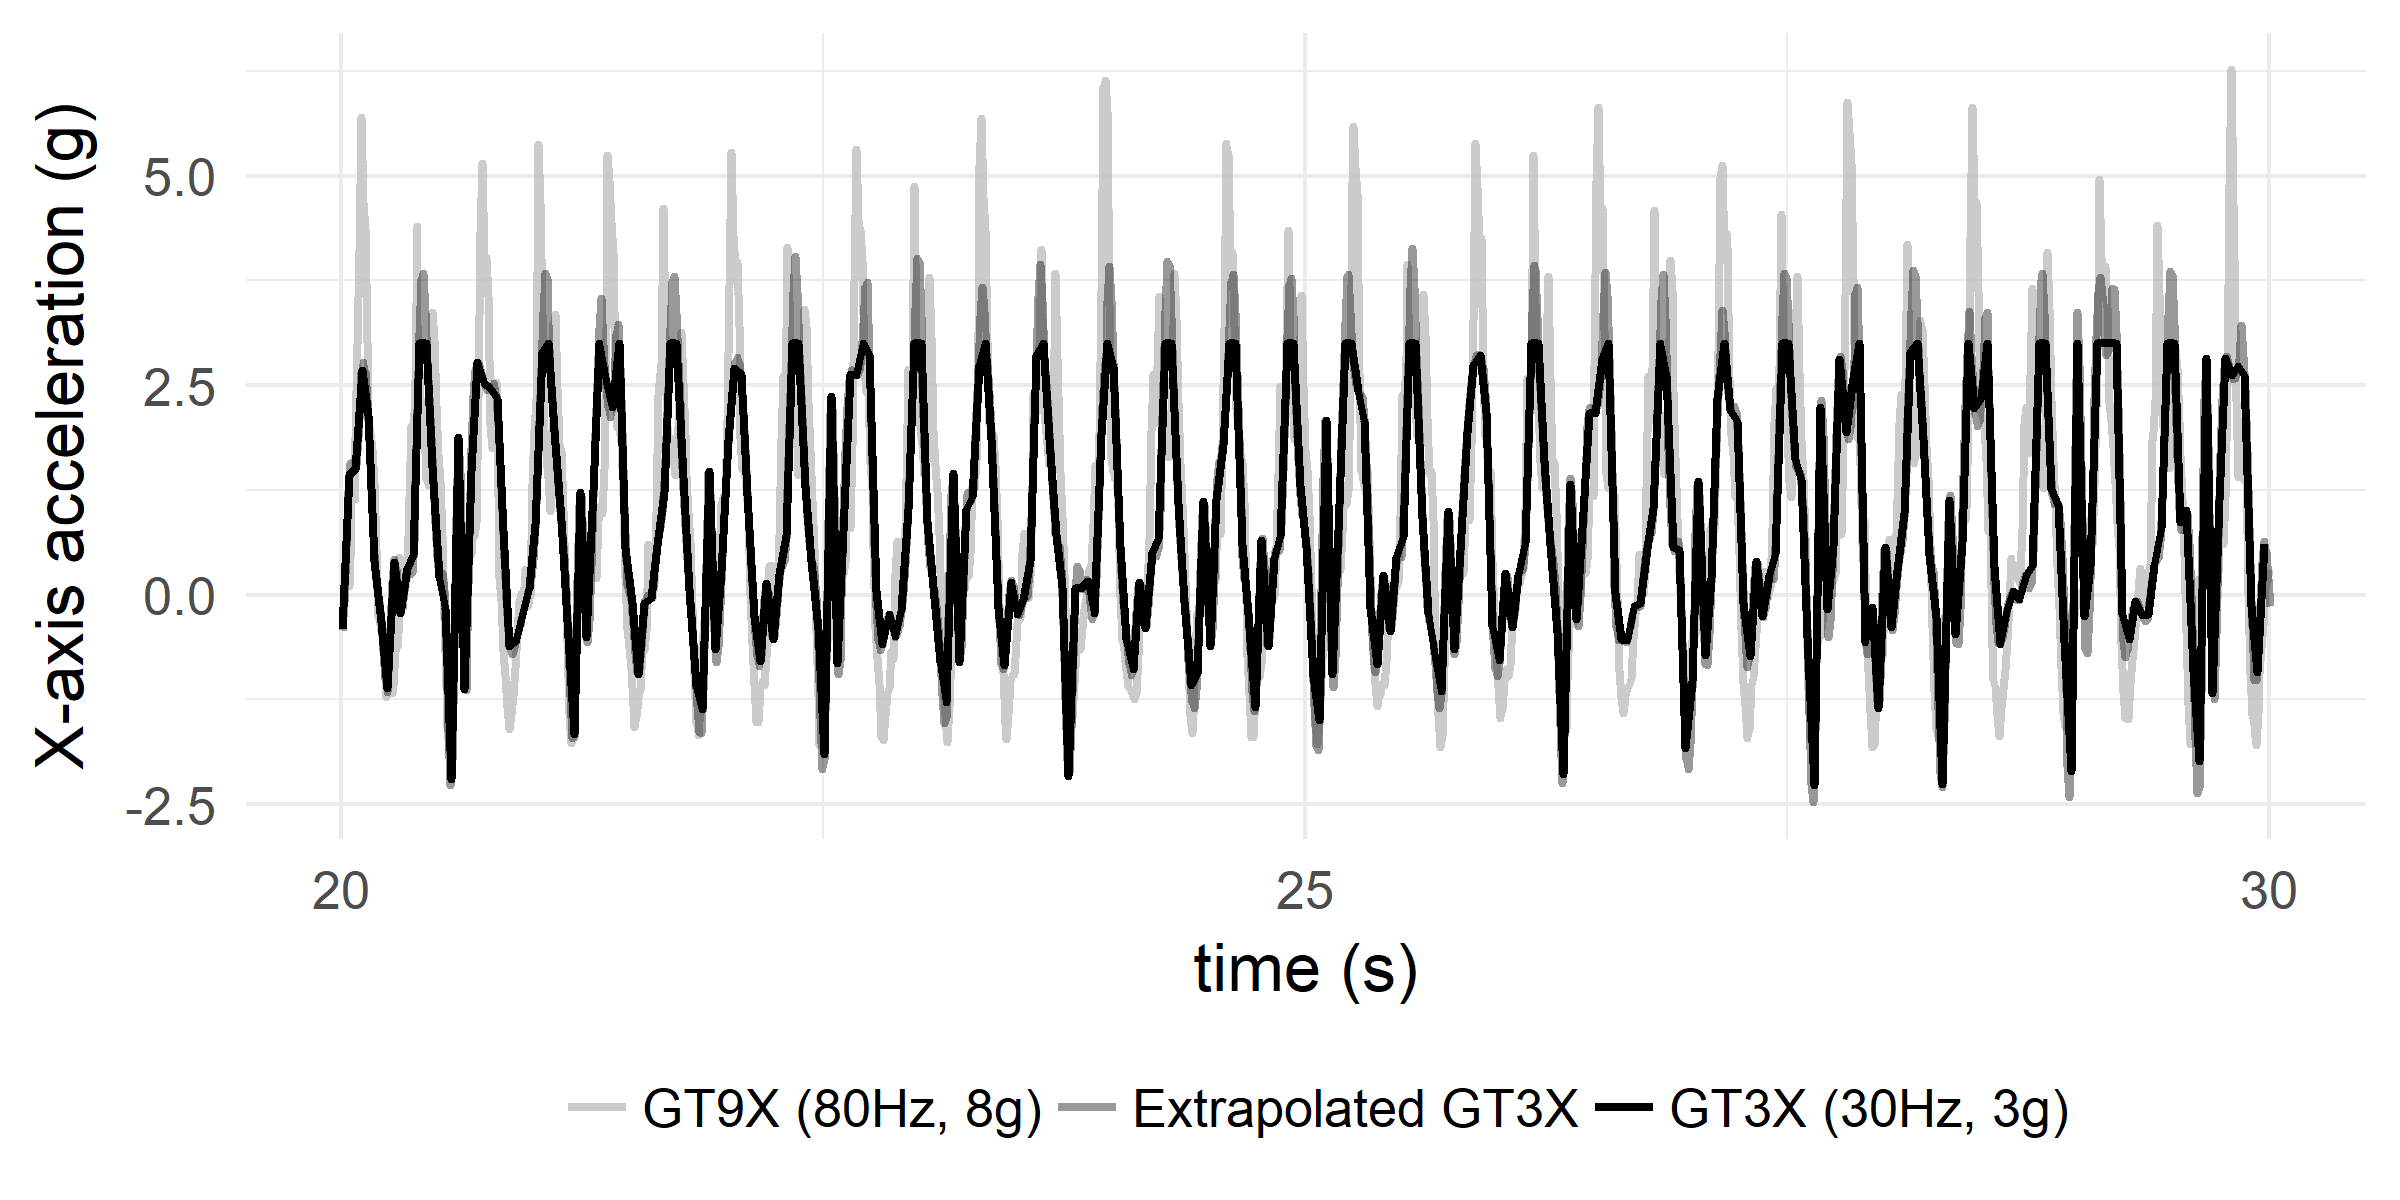 X-axis acceleration (g)
5.0
2.5
0.0
-2.5
20 25 30
time (s)
GT9X (80Hz, 8g) Extrapolated GT3X GT3X (30Hz, 3g)